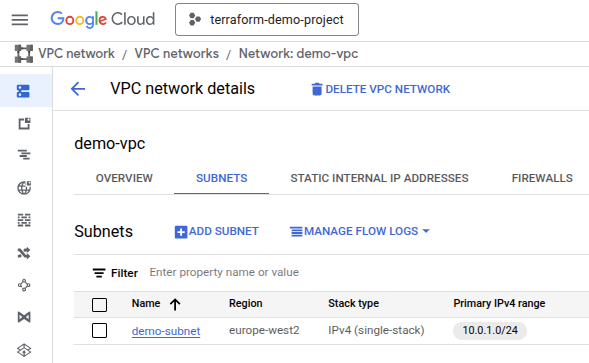 Google Cloud terraform-demo-project
VPC network / VPC networks / Network: demo-vpc
VPC network details DELETE VPC NETWORK
demo-vpc
OVERVIEW SUBNETS STATIC INTERNAL IP ADDRESSES FIREWALLS
Subnets ADD SUBNET MANAGE FLOW LOGS
Filter Enter property name or value
Name Region Stack type Primary IPv4 range
demo-subnet europe-west2 IPv4 (single-stack) 10.0.1.0/24